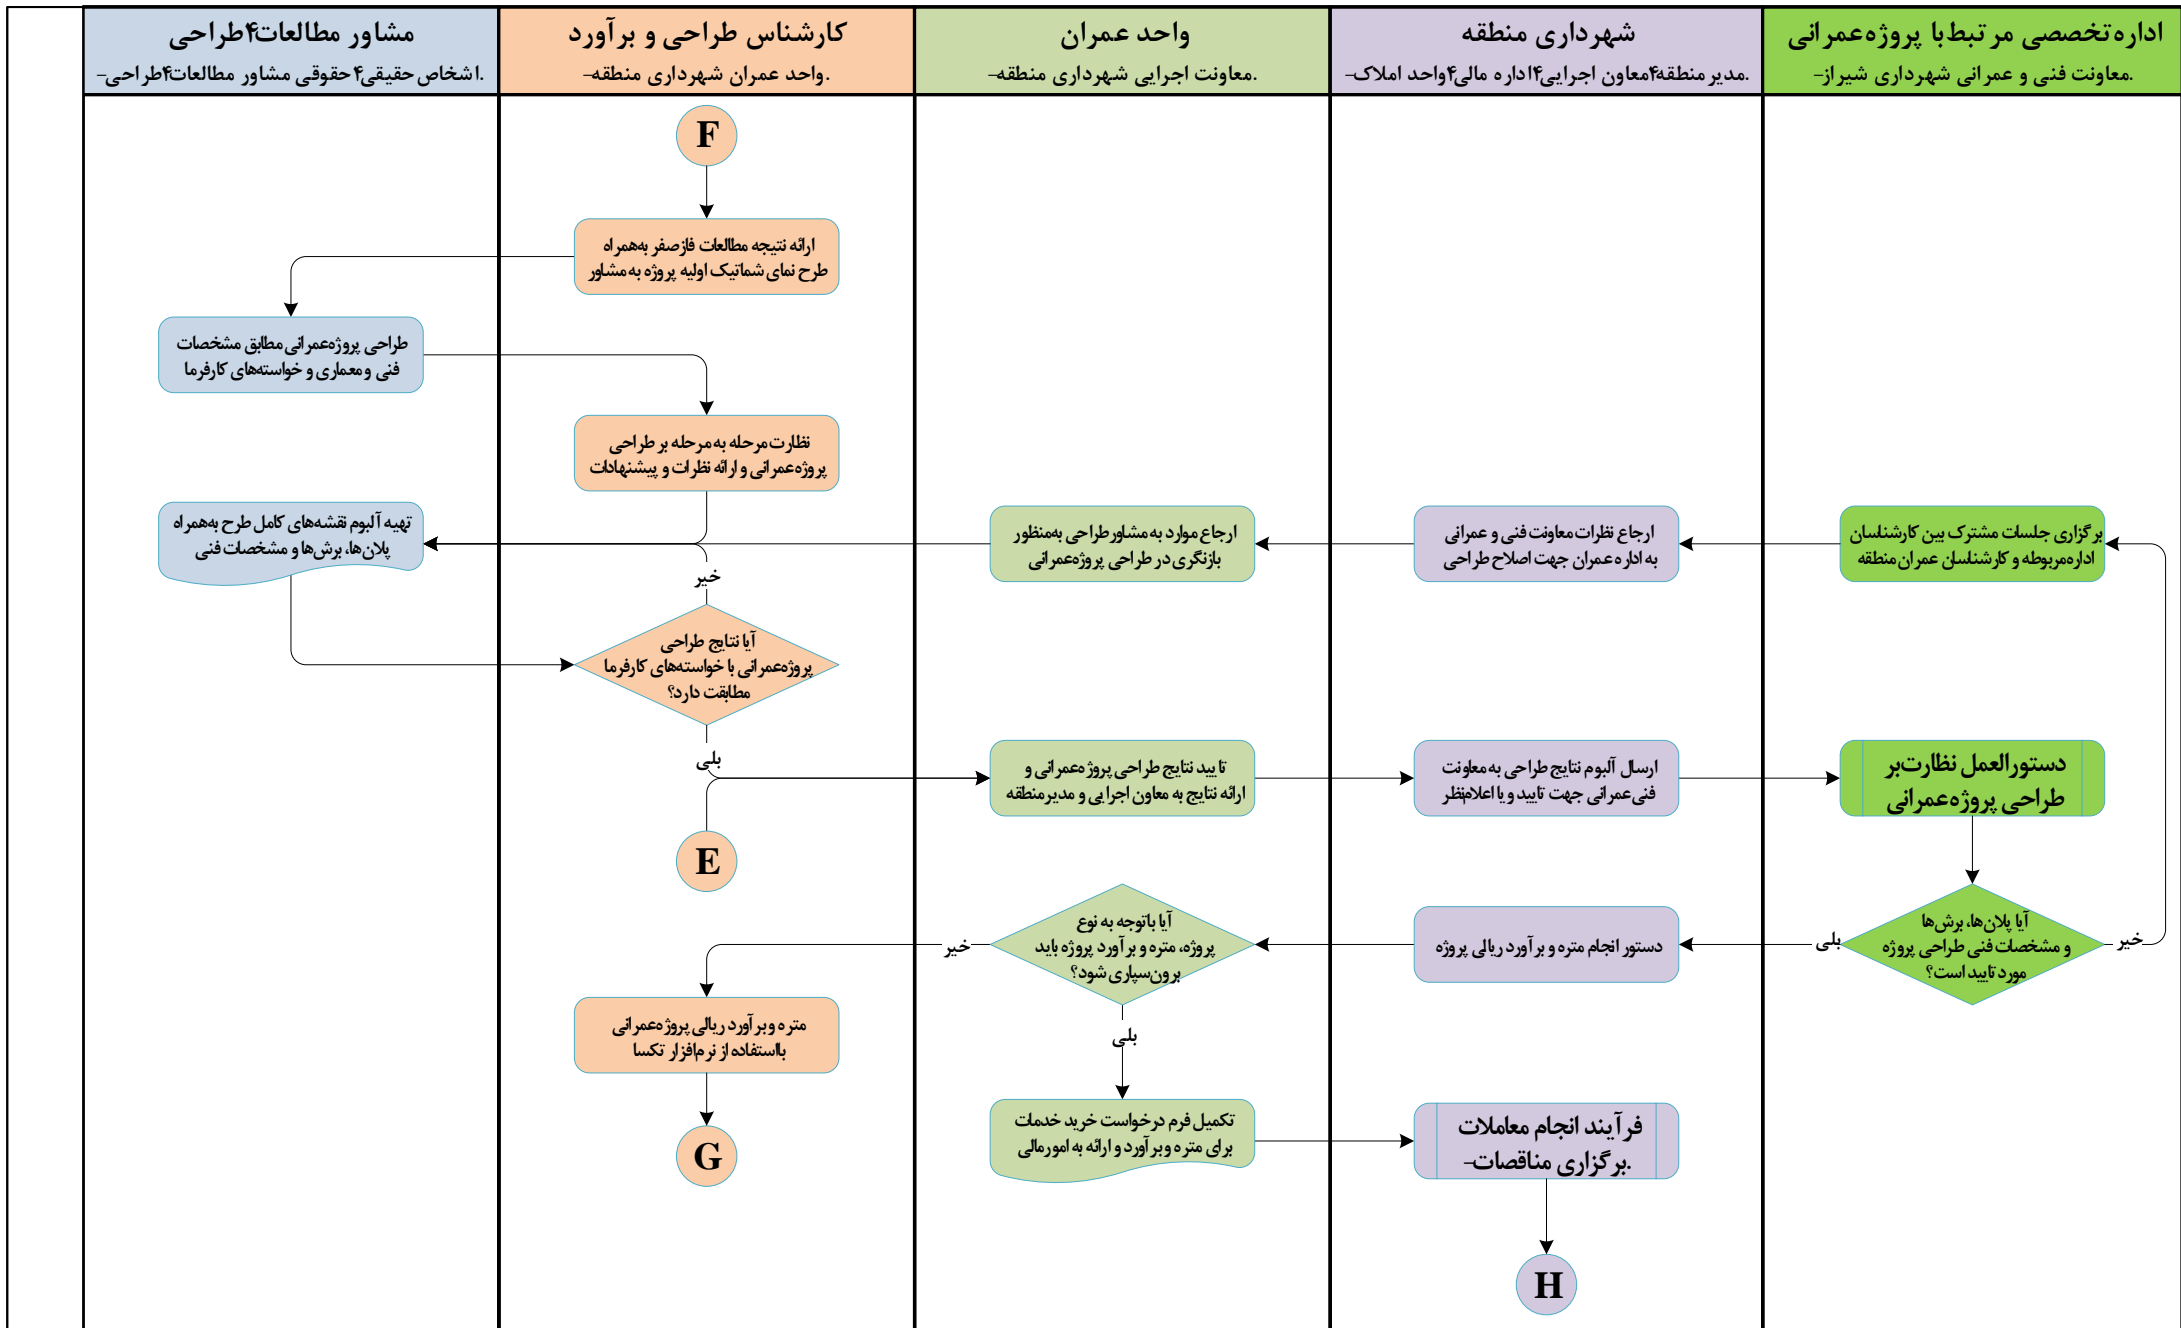 اداره تخصصی مرتبط با پروژه عمرانی
.معاونت فنی و عمرانی شهرداری شیراز–
شهرداری منطقه
.مدیر منطقه۴معاون اجرایی۴اداره مالی۴واحد املاک–
واحد عمران
.معاونت اجرایی شهرداری منطقه–
کارشناس طراحی و برآورد
.واحد عمران شهرداری منطقه–
مشاور مطالعات۴طراحی
.اشخاص حقیقی۴حقوقی مشاور مطالعات۴طراحی–
F
ارائه نتیجه مطالعات فاز صفر به‌همراه
طرح نمای شماتیک اولیه پروژه به مشاور
طراحی پروژه‌عمرانی مطابق مشخصات
فنی و معماری و خواسته‌های کارفرما
نظارت مرحله به مرحله بر طراحی
پروژه‌عمرانی و ارائه نظرات و پیشنهادات
برگزاری جلسات مشترک بین کارشناسان
اداره‌مربوطه و کارشناسان عمران منطقه
ارجاع نظرات معاونت فنی و عمرانی
به اداره عمران جهت اصلاح طراحی
ارجاع موارد به مشاور طراحی به‌منظور
بازنگری در طراحی پروژه‌عمرانی
تهیه آلبوم نقشه‌های کامل طرح به‌همراه
پلان‌ها، برش‌ها و مشخصات فنی
خیر
آیا نتایج طراحی
پروژه‌عمرانی با خواسته‌های کارفرما
مطابقت دارد؟
بلی
دستورالعمل نظارت‌بر
طراحی پروژه‌عمرانی
ارسال آلبوم نتایج طراحی به معاونت
فنی‌عمرانی جهت تایید و یا اعلام‌نظر
تایید نتایج طراحی پروژه‌عمرانی و
ارائه نتایج به معاون اجرایی و مدیرمنطقه
E
خیر
آیا پلان‌ها، برش‌ها
و مشخصات فنی طراحی پروژه
مورد تایید است؟
بلی
دستور انجام متره و برآورد ریالی پروژه
آیا باتوجه به نوع
پروژه، متره و برآورد پروژه باید
برون‌سپاری شود؟
خیر
بلی
متره و برآورد ریالی پروژه‌عمرانی
بااستفاده از نرم‌افزار تکسا
تکمیل فرم درخواست خرید خدمات
برای متره و برآورد و ارائه به امورمالی
فرآیند انجام معاملات
.برگزاری مناقصات–
G
H